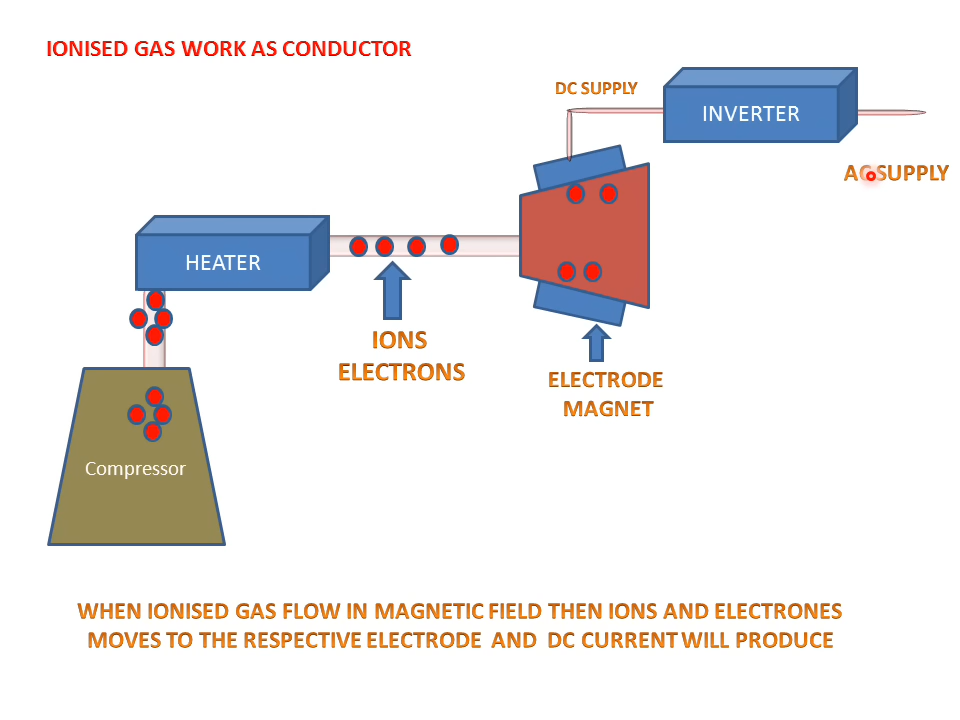 IONISED GAS WORK AS CONDUCTOR
DC SUPPLY
INVERTER
AC SUPPLY
HEATER
IONS
ELECTRONS
ELECTRODE
MAGNET
Compressor
WHEN IONISED GAS FLOW IN MAGNETIC FIELD THEN IONS AND ELECTRONES
MOVES TO THE RESPECTIVE ELECTRODE AND DC CURRENT WILL PRODUCE